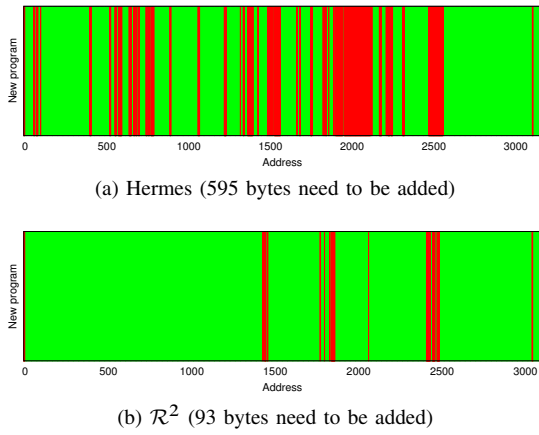 New program
0 500 1000 1500 2000 2500 3000
Address
(a) Hermes (595 bytes need to be added)
New program
0 500 1000 1500 2000 2500 3000
Address
(b) ℛ² (93 bytes need to be added)